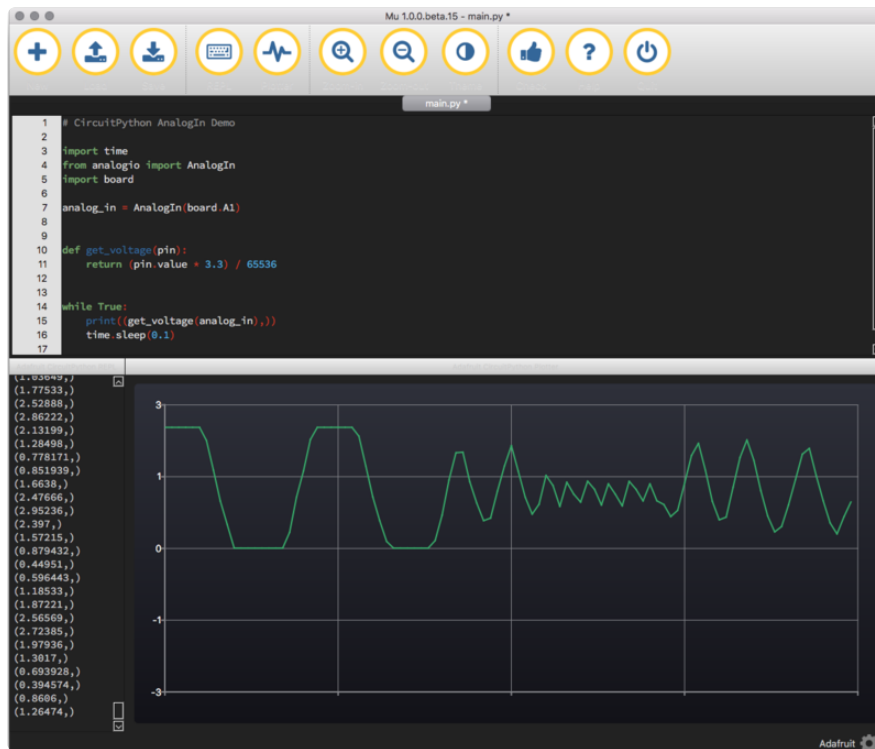 Mu 1.0.0.beta.15 - main.py *
main.py *
1 # CircuitPython AnalogIn Demo
2
3 import time
4 from analogio import AnalogIn
5 import board
6
7 analog_in = AnalogIn(board.A1)
8
9
10 def get_voltage(pin):
11     return (pin.value * 3.3) / 65536
12
13
14 while True:
15     print((get_voltage(analog_in),))
16     time.sleep(0.1)
17
(1.03649,)
(1.77533,)
(2.52888,)
(2.86222,)
(2.13199,)
(1.28498,)
(0.778171,)
(0.851939,)
(1.6638,)
(2.47666,)
(2.95236,)
(2.397,)
(1.57215,)
(0.879432,)
(0.44951,)
(0.596443,)
(1.18533,)
(1.87221,)
(2.56569,)
(2.72385,)
(1.97936,)
(1.3017,)
(0.693928,)
(0.394574,)
(0.8606,)
(1.26474,)
3
1
0
-1
-3
Adafruit